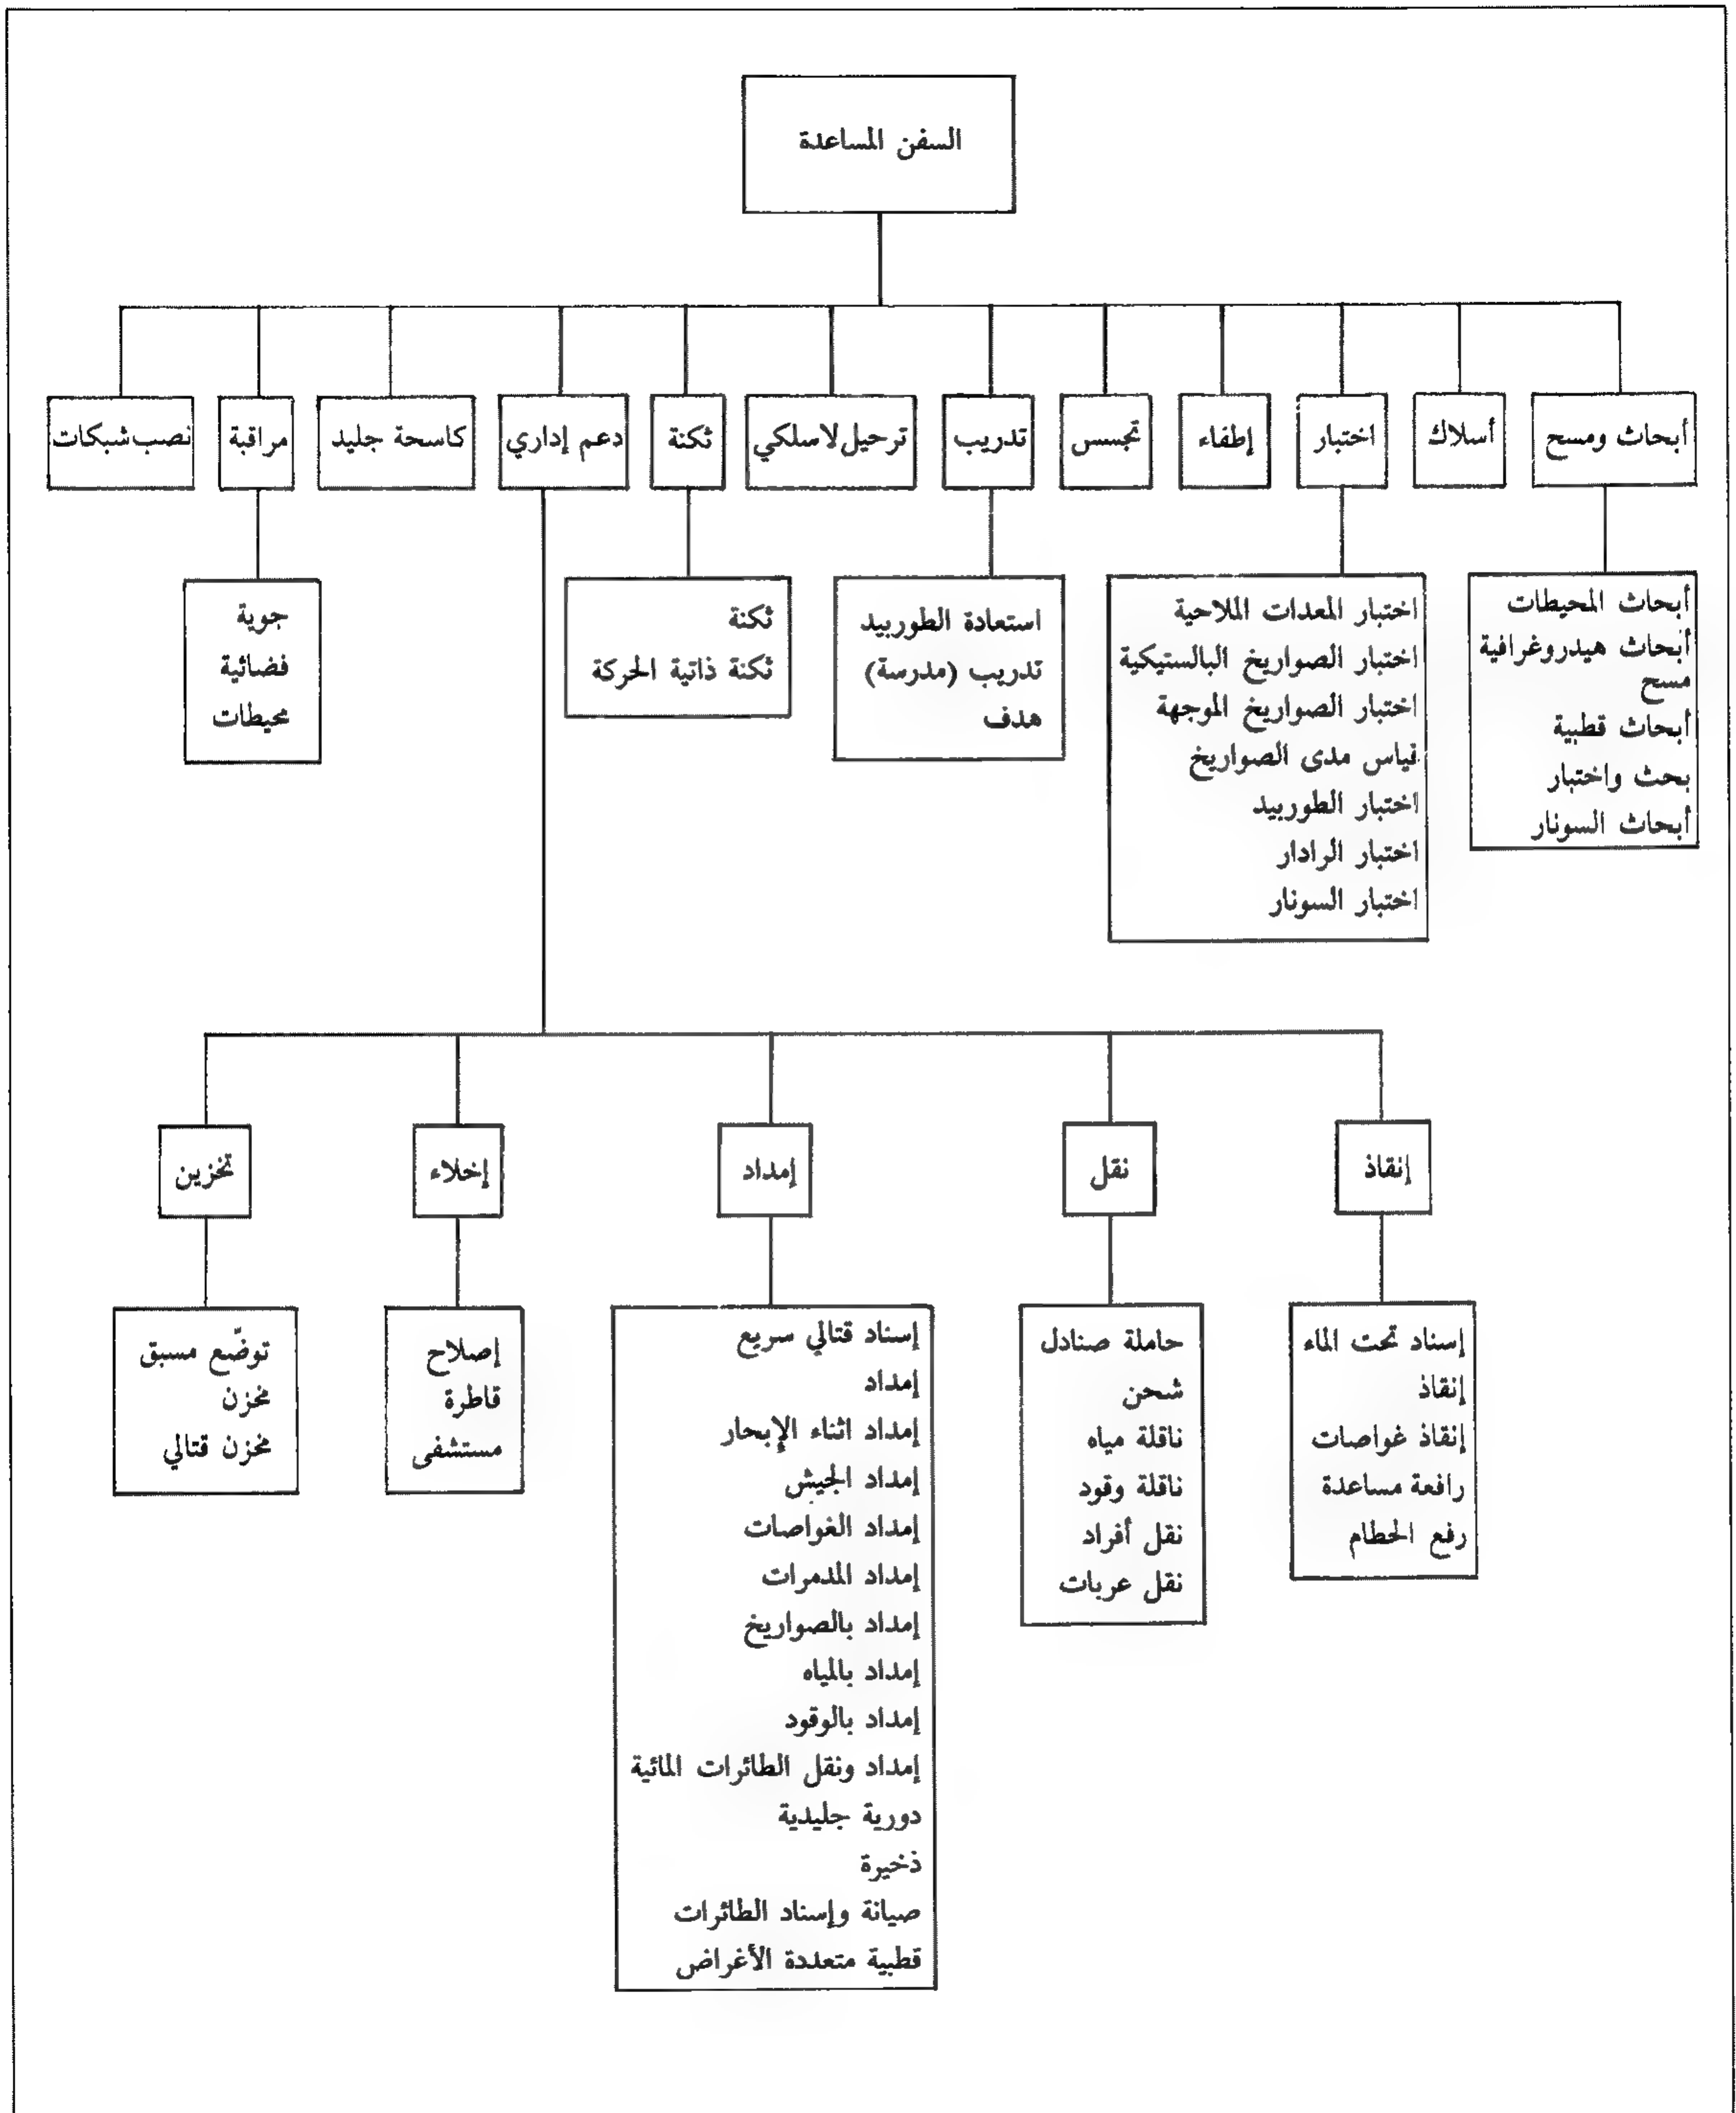 السفن المساعدة
أبحاث ومسح
أسلاك
اختبار
إطفاء
تجسس
تدريب
ترحيل لاسلكي
ثكنة
دعم إداري
كاسحة جليد
مراقبة
نصب شبكات
أبحاث المحيطات
أبحاث هيدروغرافية
مسح
أبحاث قطبية
بحث واختبار
أبحاث السونار
اختبار المعدات الملاحية
اختبار الصواريخ البالستيكية
اختبار الصواريخ الموجهة
قياس مدى الصواريخ
اختبار الطوربيد
اختبار الرادار
اختبار السونار
استعادة الطوربيد
تدريب (مدرسة)
هدف
ثكنة
ثكنة ذاتية الحركة
جوية
فضائية
محيطات
إنقاذ
نقل
إمداد
إخلاء
تخزين
إسناد تحت الماء
إنقاذ
إنقاذ غواصات
رافعة مساعدة
رفع الحطام
حاملة صنادل
شحن
ناقلة مياه
ناقلة وقود
نقل أفراد
نقل عربات
إسناد قتالي سريع
إمداد
إمداد اثناء الإبحار
إمداد الجيش
إمداد الغواصات
إمداد المدمرات
إمداد بالصواريخ
إمداد بالمياه
إمداد بالوقود
إمداد ونقل الطائرات المائية
دورية جليدية
ذخيرة
صيانة وإسناد الطائرات
قطبية متعددة الأغراض
إصلاح
قاطرة
مستشفى
توضّع مسبق
مخزن
مخزن قتالي